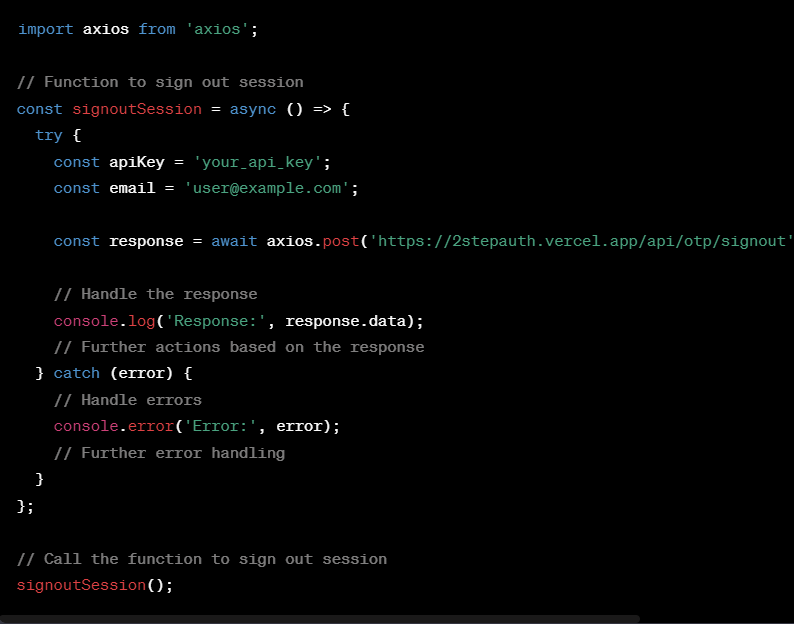 import axios from 'axios';
// Function to sign out session
const signoutSession = async () => {
try {
const apiKey = 'your_api_key';
const email = 'user@example.com';
const response = await axios.post('https://2stepauth.vercel.app/api/otp/signout'
// Handle the response
console.log('Response:', response.data);
// Further actions based on the response
} catch (error) {
// Handle errors
console.error('Error:', error);
// Further error handling
}
};
// Call the function to sign out session
signoutSession();